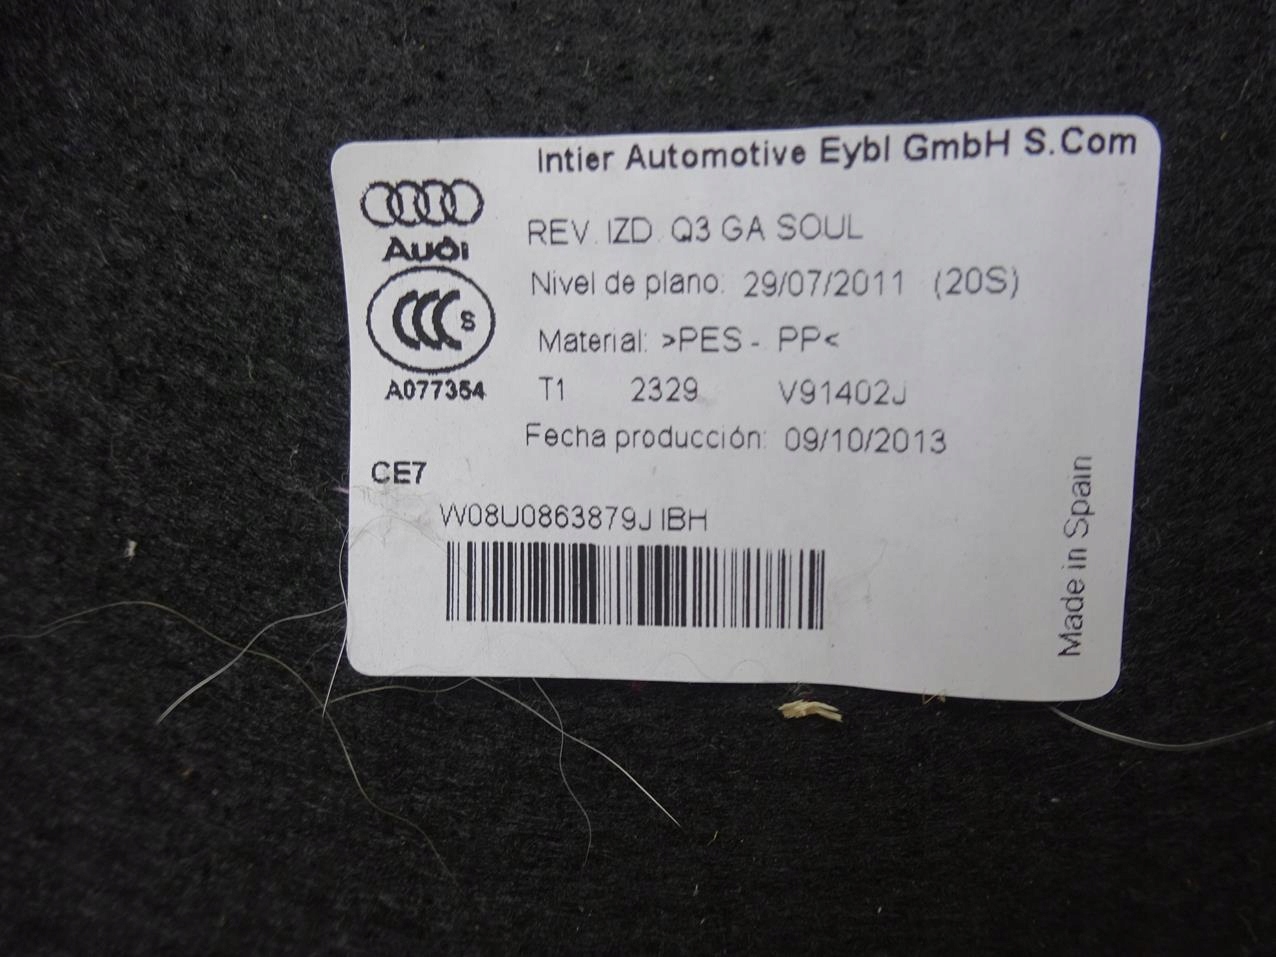 Intier Automotive Eybl GmbH S.Com
Audi
REV. IZD. Q3 GA SOUL
Nivel de plano: 29/07/2011 (20S)
CCC S
Material: >PES - PP<
A077354
T1 2329 V91402J
Fecha producción: 09/10/2013
CE7
W08U0863879J IBH
Made in Spain